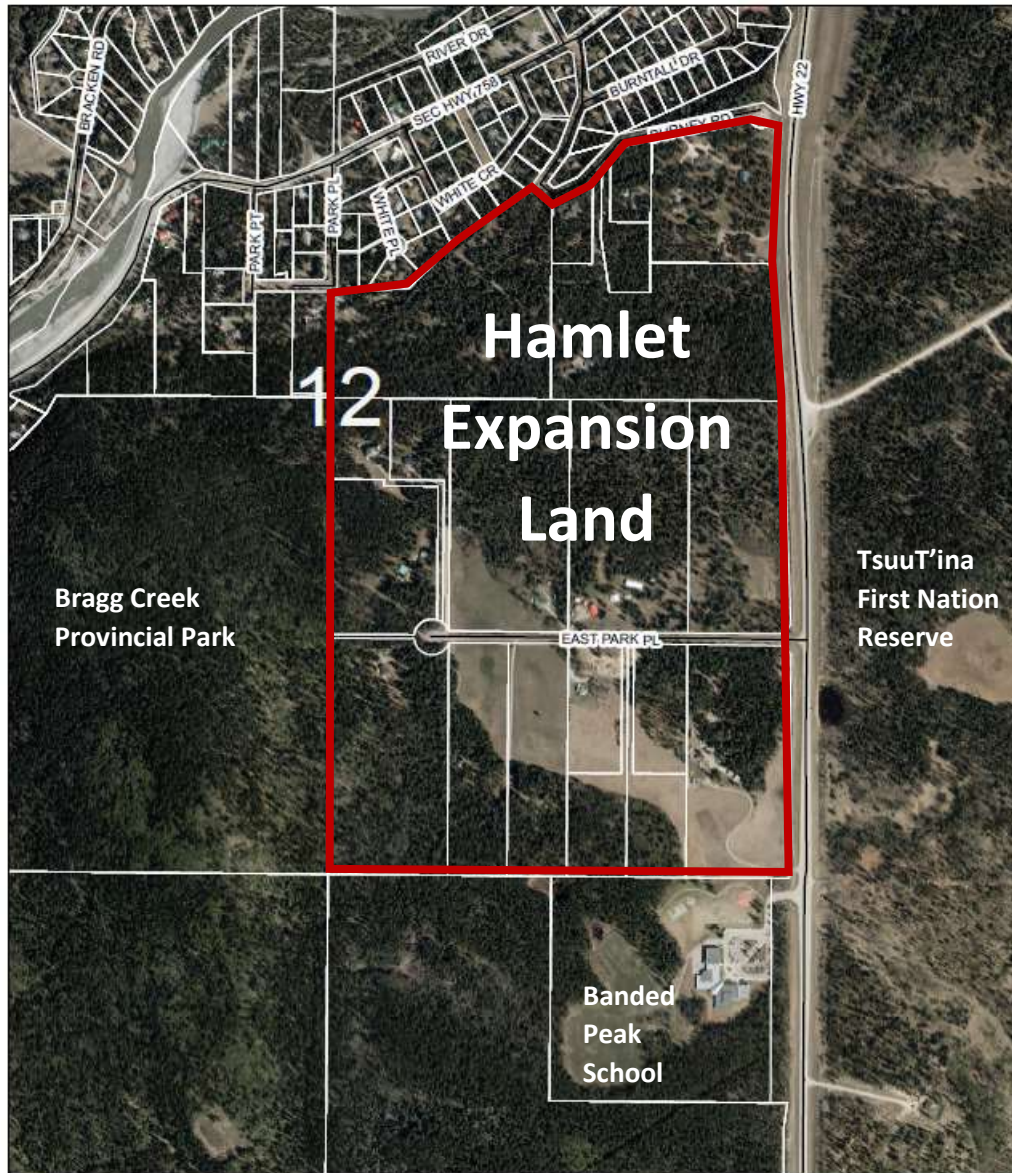 BRACKEN RD
RIVER DR
SEC HWY 758
BURNTALL DR
HWY 22
BURNEY RD
WHITE CR
PARK PL
WHITE PL
PARK PT
Hamlet
12
Expansion
Land
TsuuT'ina
First Nation
Reserve
Bragg Creek
Provincial Park
EAST PARK PL
Banded
Peak
School